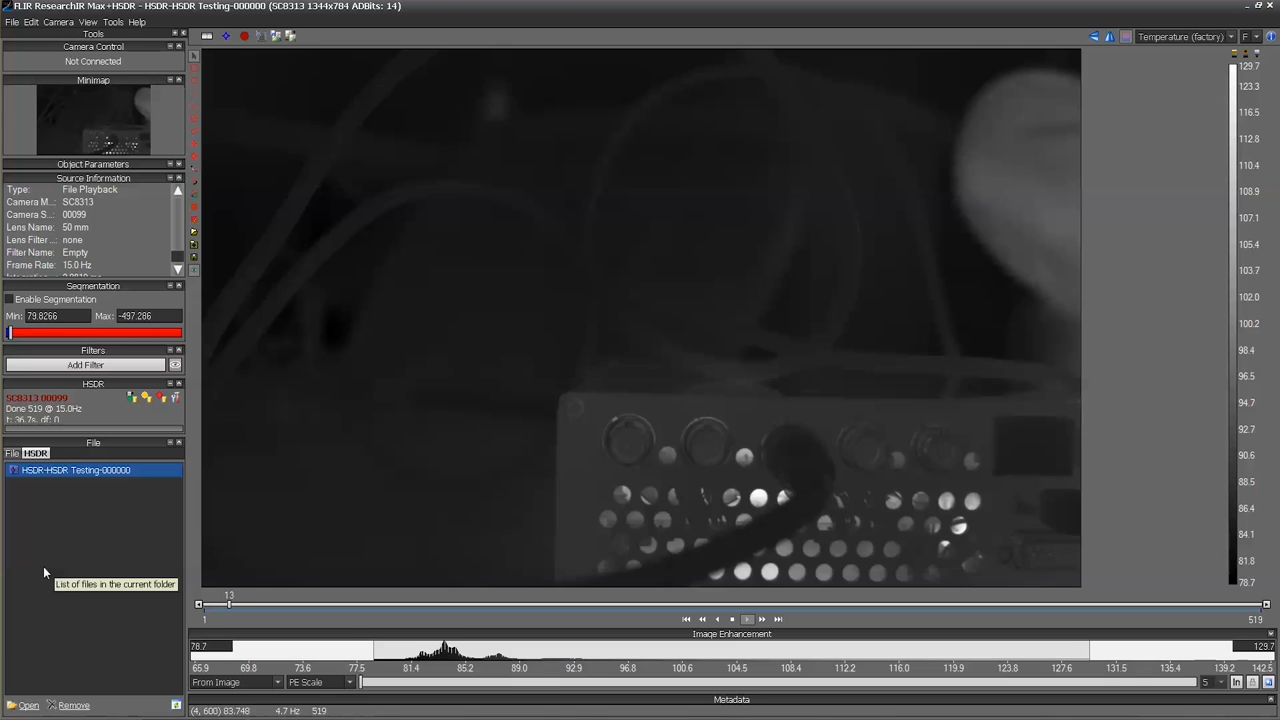 FLIR ResearchIR Max+HSDR - HSDR-HSDR Testing-000000 (SC8313 1344x784 ADBits: 14)
File Edit Camera View Tools Help
Tools
Temperature (factory)
F
Camera Control
Not Connected
Minimap
Object Parameters
Source Information
Type: File Playback
Camera M... SC8313
Camera S... 00099
Lens Name: 50 mm
Lens Filter ...: none
Filter Name: Empty
Frame Rate: 15.0 Hz
Segmentation
Enable Segmentation
Min: 79.8266 Max: -497.286
Filters
Add Filter
HSDR
SC8313 00099
Done 519 @ 15.0Hz
t: 36.7s, df: 0
File
File HSDR
HSDR-HSDR Testing-000000
List of files in the current folder
Open Remove
129.7
123.3
116.5
112.8
110.4
108.9
107.1
105.4
103.7
102.0
100.2
98.4
96.5
94.7
92.7
90.7
88.5
86.4
84.1
81.8
78.7
13
1 519
Image Enhancement
78.7 129.7
65.9 69.8 73.6 77.5 81.4 85.2 89.0 92.9 96.8 100.6 104.5 108.4 112.2 116.1 119.9 123.8 127.6 131.5 135.4 139.2 142.5
From Image PE Scale 5
Metadata
(4, 600) 83.748 4.7 Hz 519